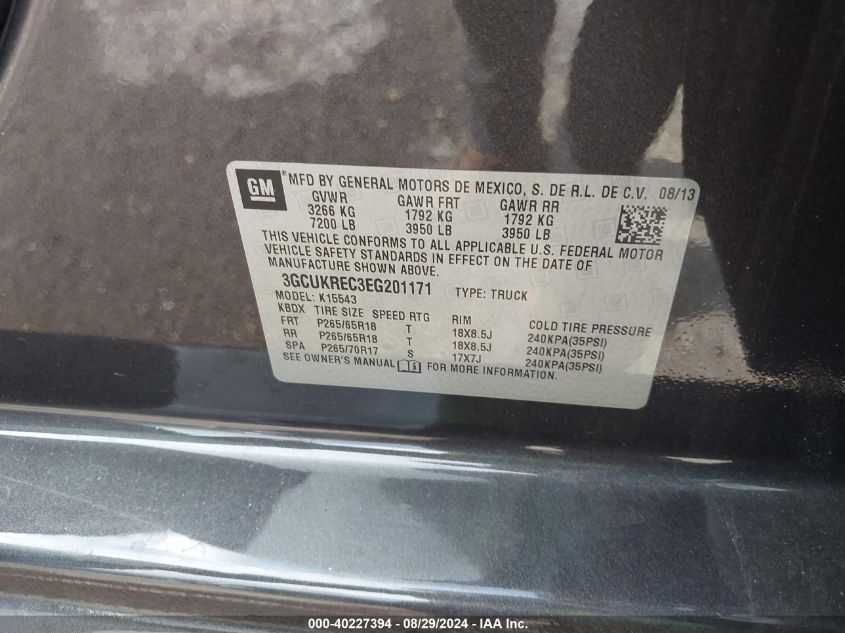 GM ® MFD BY GENERAL MOTORS DE MEXICO, S. DE R.L. DE C.V. 08/13
GVWR GAWR FRT GAWR RR
3266 KG 1792 KG 1792 KG
7200 LB 3950 LB 3950 LB
THIS VEHICLE CONFORMS TO ALL APPLICABLE U.S. FEDERAL MOTOR
VEHICLE SAFETY STANDARDS IN EFFECT ON THE DATE OF
MANUFACTURE SHOWN ABOVE.
3GCUKREC3EG201171 TYPE: TRUCK
MODEL: K15543
KBDX TIRE SIZE SPEED RTG RIM COLD TIRE PRESSURE
FRT P265/65R18 T 18X8.5J 240KPA(35PSI)
RR P265/65R18 T 18X8.5J 240KPA(35PSI)
SPA P265/70R17 S 17X7J 240KPA(35PSI)
SEE OWNER'S MANUAL FOR MORE INFORMATION.
000-40227394 - 08/29/2024 - IAA Inc.